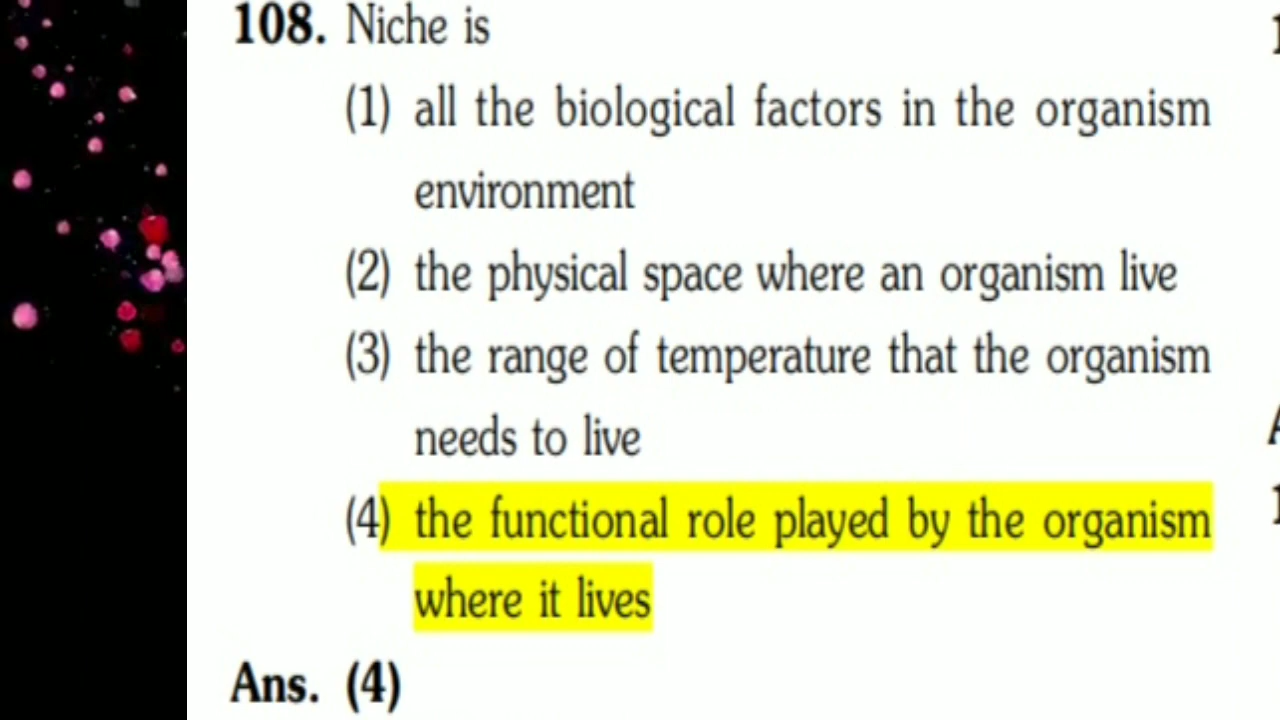 108. Niche is
(1) all the biological factors in the organism
environment
(2) the physical space where an organism live
(3) the range of temperature that the organism
needs to live
(4) the functional role played by the organism
where it lives
Ans. (4)